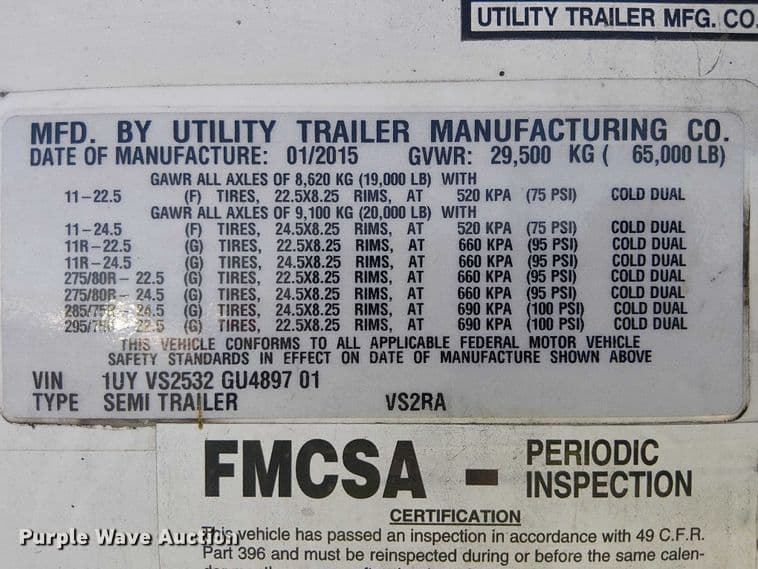 UTILITY TRAILER MFG. CO.
MFD. BY UTILITY TRAILER MANUFACTURING CO.
DATE OF MANUFACTURE: 01/2015 GVWR: 29,500 KG ( 65,000 LB)
GAWR ALL AXLES OF 8,620 KG (19,000 LB) WITH
11-22.5 (F) TIRES, 22.5X8.25 RIMS, AT 520 KPA (75 PSI) COLD DUAL
GAWR ALL AXLES OF 9,100 KG (20,000 LB) WITH
11-24.5 (F) TIRES, 24.5X8.25 RIMS, AT 520 KPA (75 PSI) COLD DUAL
11R-22.5 (G) TIRES, 22.5X8.25 RIMS, AT 660 KPA (95 PSI) COLD DUAL
11R-24.5 (G) TIRES, 24.5X8.25 RIMS, AT 660 KPA (95 PSI) COLD DUAL
275/80R- 22.5 (G) TIRES, 22.5X8.25 RIMS, AT 660 KPA (95 PSI) COLD DUAL
275/80R- 24.5 (G) TIRES, 24.5X8.25 RIMS, AT 660 KPA (95 PSI) COLD DUAL
285/75R- 24.5 (G) TIRES, 24.5X8.25 RIMS, AT 690 KPA (100 PSI) COLD DUAL
295/75R- 22.5 (G) TIRES, 22.5X8.25 RIMS, AT 690 KPA (100 PSI) COLD DUAL
THIS VEHICLE CONFORMS TO ALL APPLICABLE FEDERAL MOTOR VEHICLE
SAFETY STANDARDS IN EFFECT ON DATE OF MANUFACTURE SHOWN ABOVE
VIN 1UY VS2532 GU4897 01
TYPE SEMI TRAILER VS2RA
FMCSA - PERIODIC INSPECTION
CERTIFICATION
This vehicle has passed an inspection in accordance with 49 C.F.R.
Part 396 and must be reinspected during or before the same calen-
Purple Wave Auction